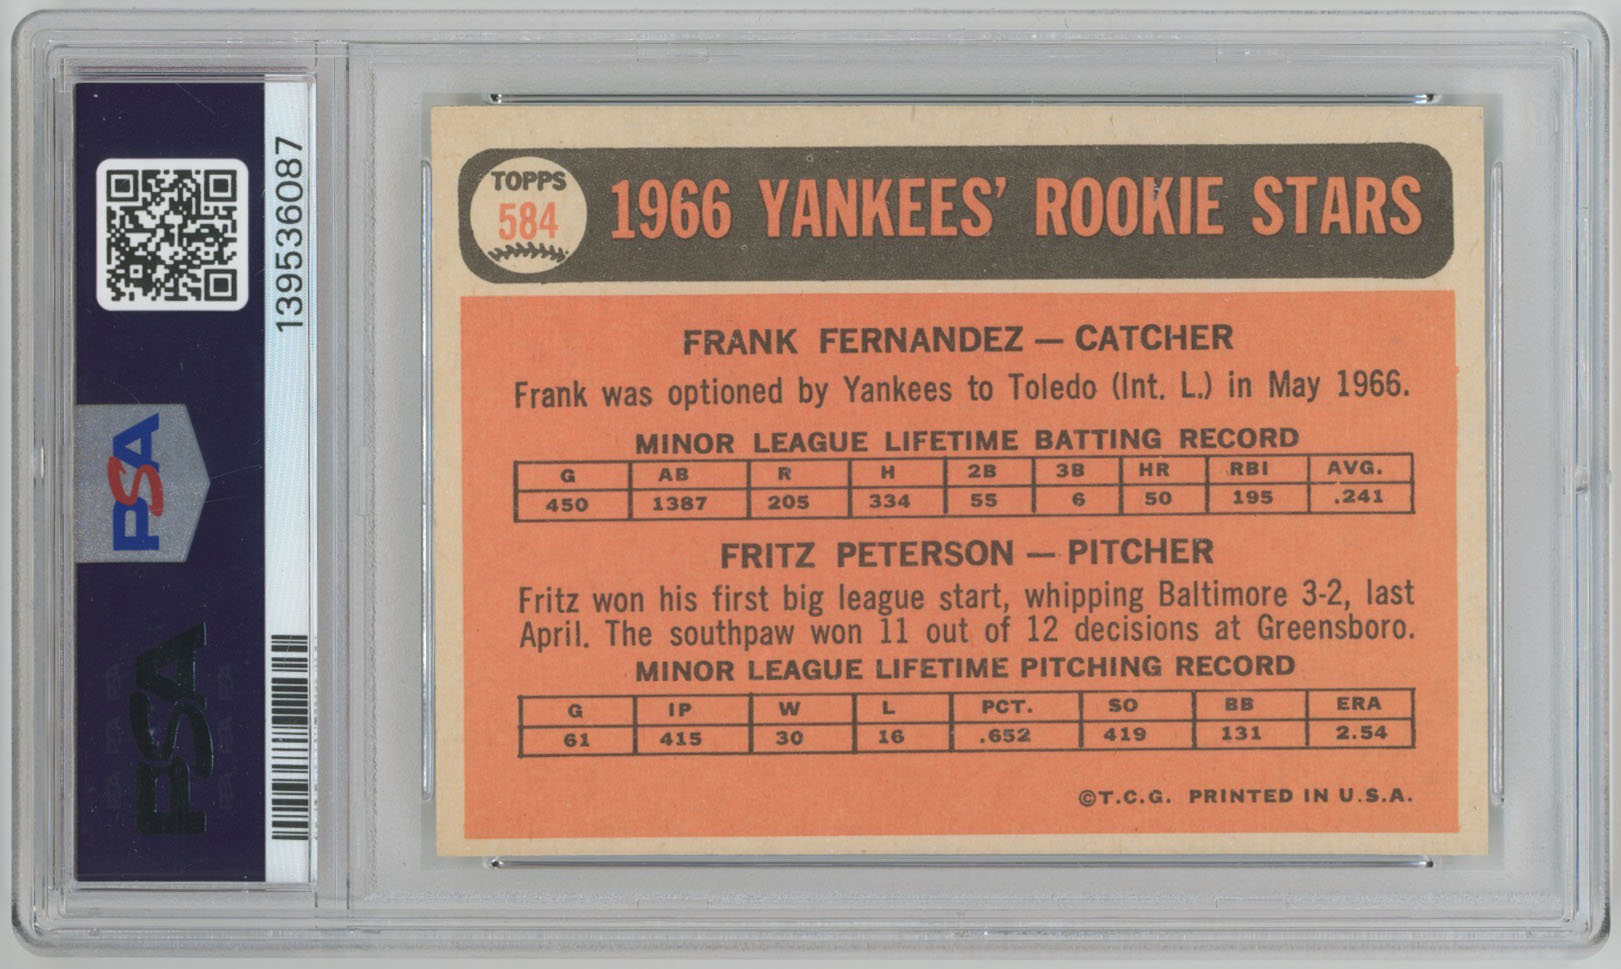 PSA
139536087
PSA
TOPPS
584
1966 YANKEES' ROOKIE STARS
FRANK FERNANDEZ — CATCHER
Frank was optioned by Yankees to Toledo (Int. L.) in May 1966.
MINOR LEAGUE LIFETIME BATTING RECORD
G AB R H 2B 3B HR RBI AVG.
450 1387 205 334 55 6 50 195 .241
FRITZ PETERSON — PITCHER
Fritz won his first big league start, whipping Baltimore 3-2, last
April. The southpaw won 11 out of 12 decisions at Greensboro.
MINOR LEAGUE LIFETIME PITCHING RECORD
G IP W L PCT. SO BB ERA
61 415 30 16 .652 419 131 2.54
©T.C.G. PRINTED IN U.S.A.